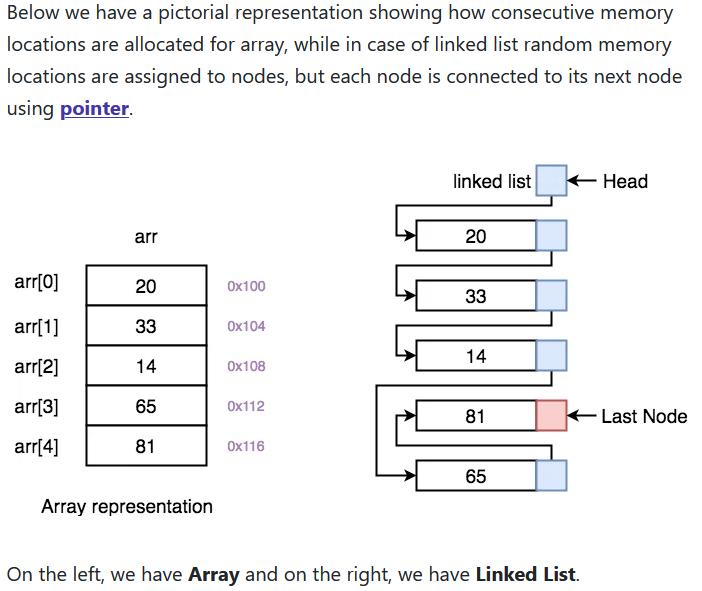 Below we have a pictorial representation showing how consecutive memory
locations are allocated for array, while in case of linked list random memory
locations are assigned to nodes, but each node is connected to its next node
using pointer.
arr
arr[0] 20 0x100
arr[1] 33 0x104
arr[2] 14 0x108
arr[3] 65 0x112
arr[4] 81 0x116
Array representation
linked list Head
20
33
14
81 Last Node
65
On the left, we have Array and on the right, we have Linked List.